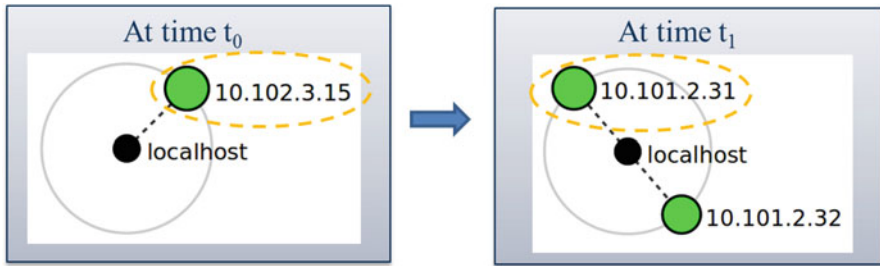 At time t₀
10.102.3.15
localhost
At time t₁
10.101.2.31
localhost
10.101.2.32